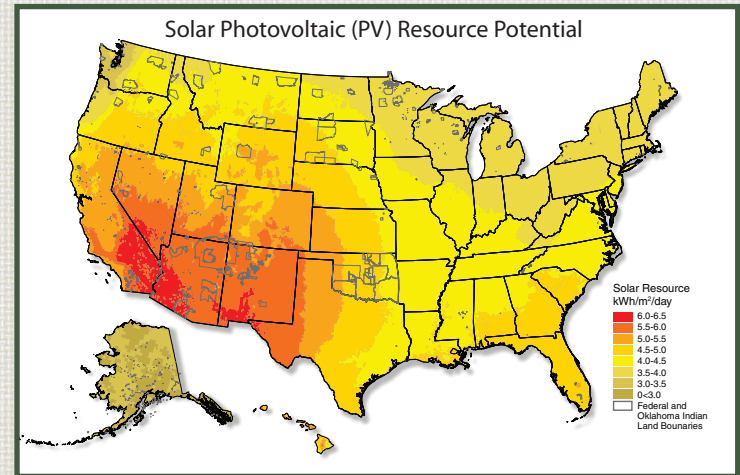 Solar Photovoltaic (PV) Resource Potential
Solar Resource
kWh/m²/day
6.0-6.5
5.5-6.0
5.0-5.5
4.5-5.0
4.0-4.5
3.5-4.0
3.0-3.5
0<3.0
Federal and
Oklahoma Indian
Land Bounaries